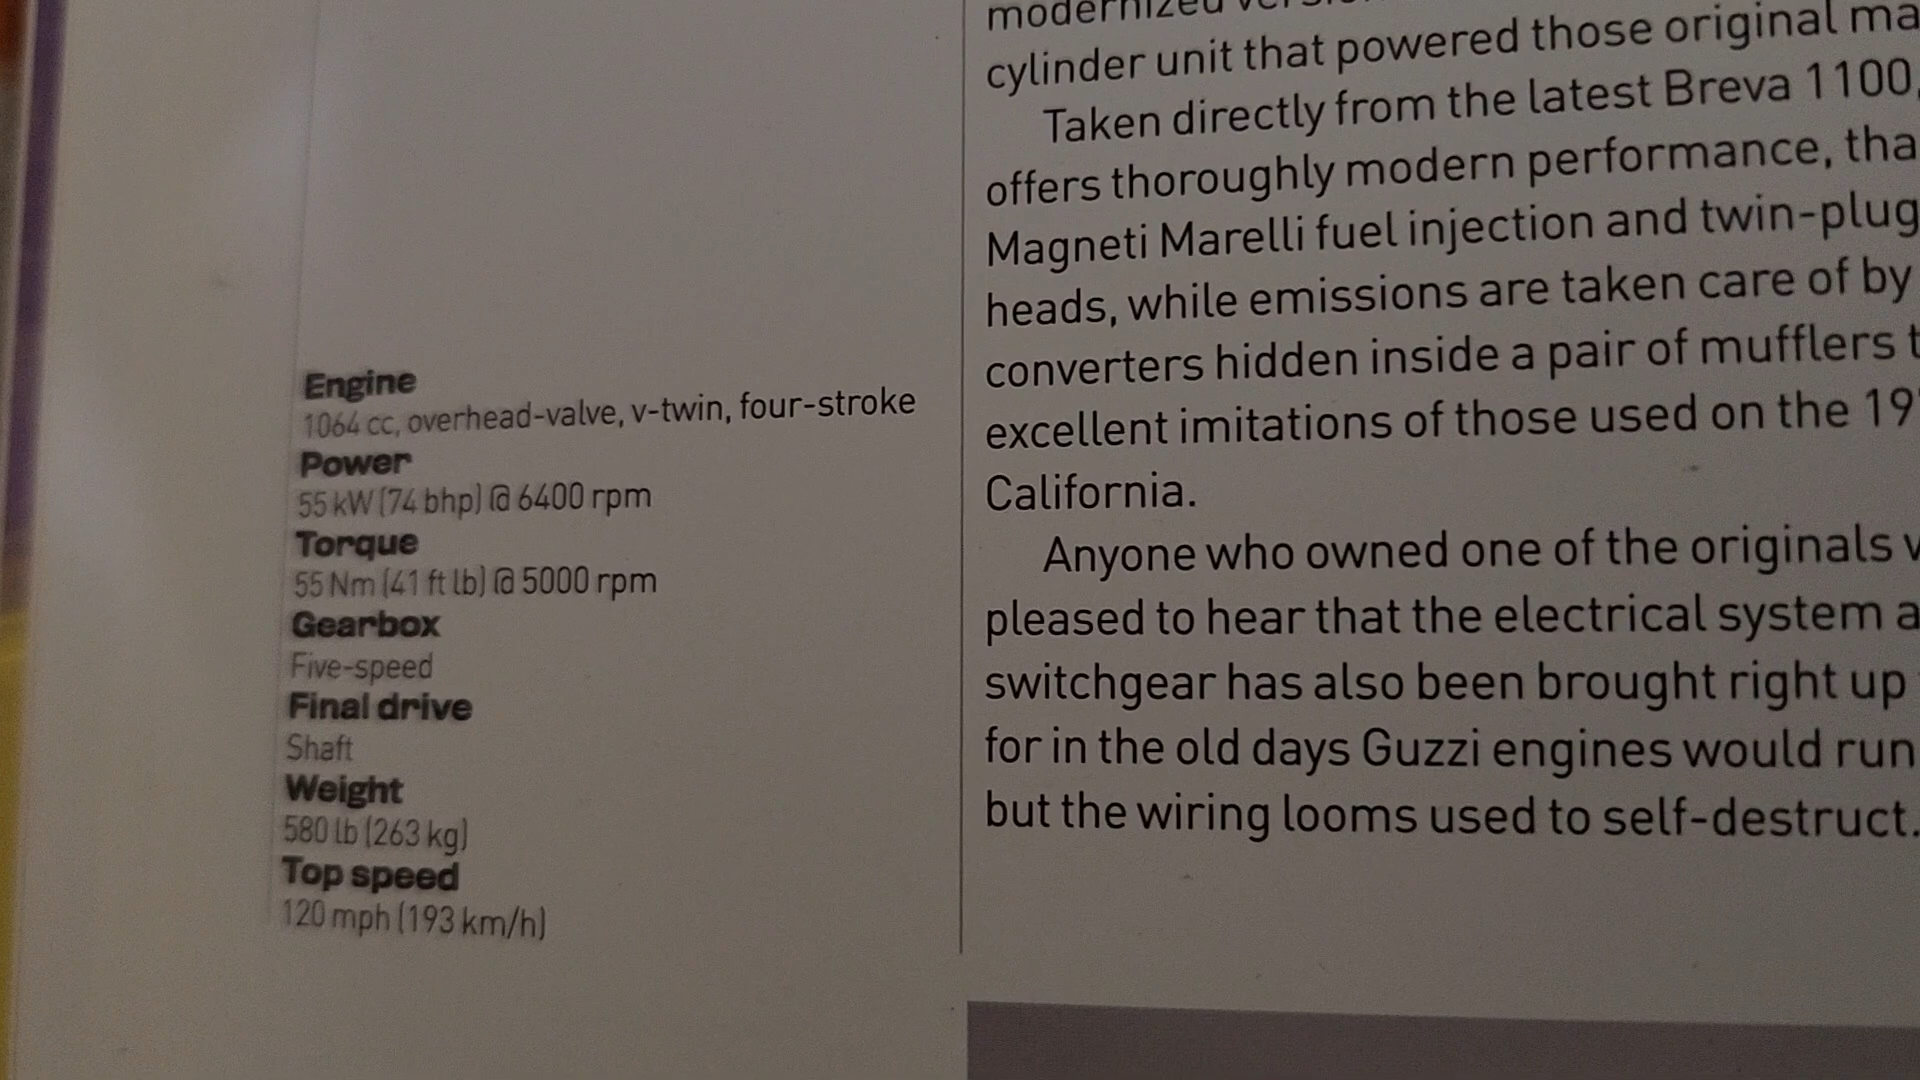 Engine
1064 cc, overhead-valve, v-twin, four-stroke
Power
55 kW (74 bhp) @ 6400 rpm
Torque
55 Nm (41 ft lb) @ 5000 rpm
Gearbox
Five-speed
Final drive
Shaft
Weight
580 lb (263 kg)
Top speed
120 mph (193 km/h)
modernized
cylinder unit that powered those original
Taken directly from the latest Breva 1100,
offers thoroughly modern performance,
Magneti Marelli fuel injection and twin-plug
heads, while emissions are taken care of by
converters hidden inside a pair of mufflers
excellent imitations of those used on the
California.
Anyone who owned one of the originals
pleased to hear that the electrical system
switchgear has also been brought right up
for in the old days Guzzi engines would run
but the wiring looms used to self-destruct.